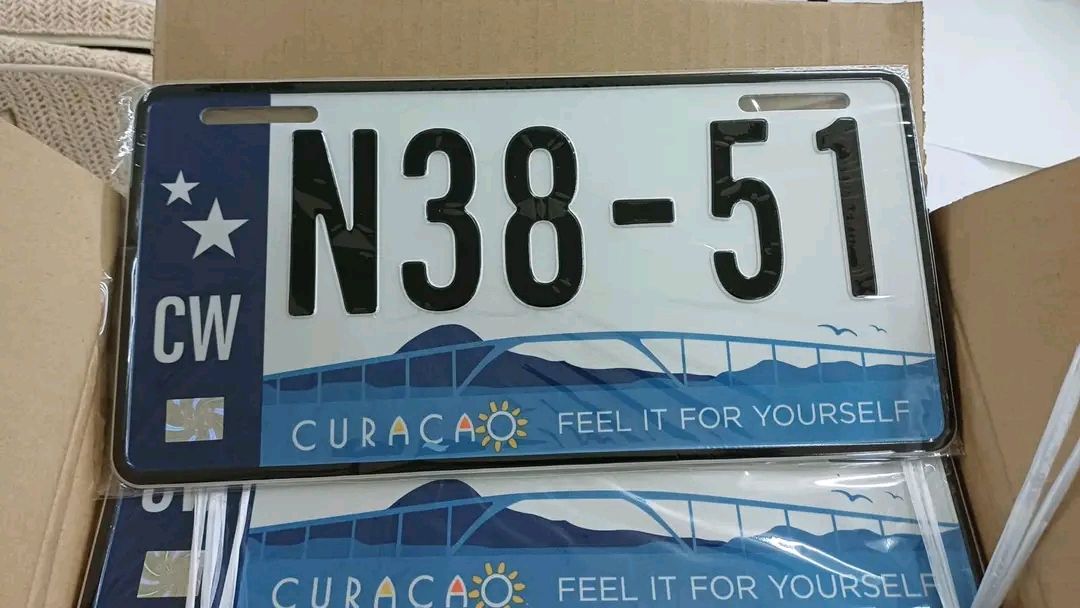 N38-51
CW
CURAÇAO FEEL IT FOR YOURSELF
CURAÇAO FEEL IT FOR YOURSELF